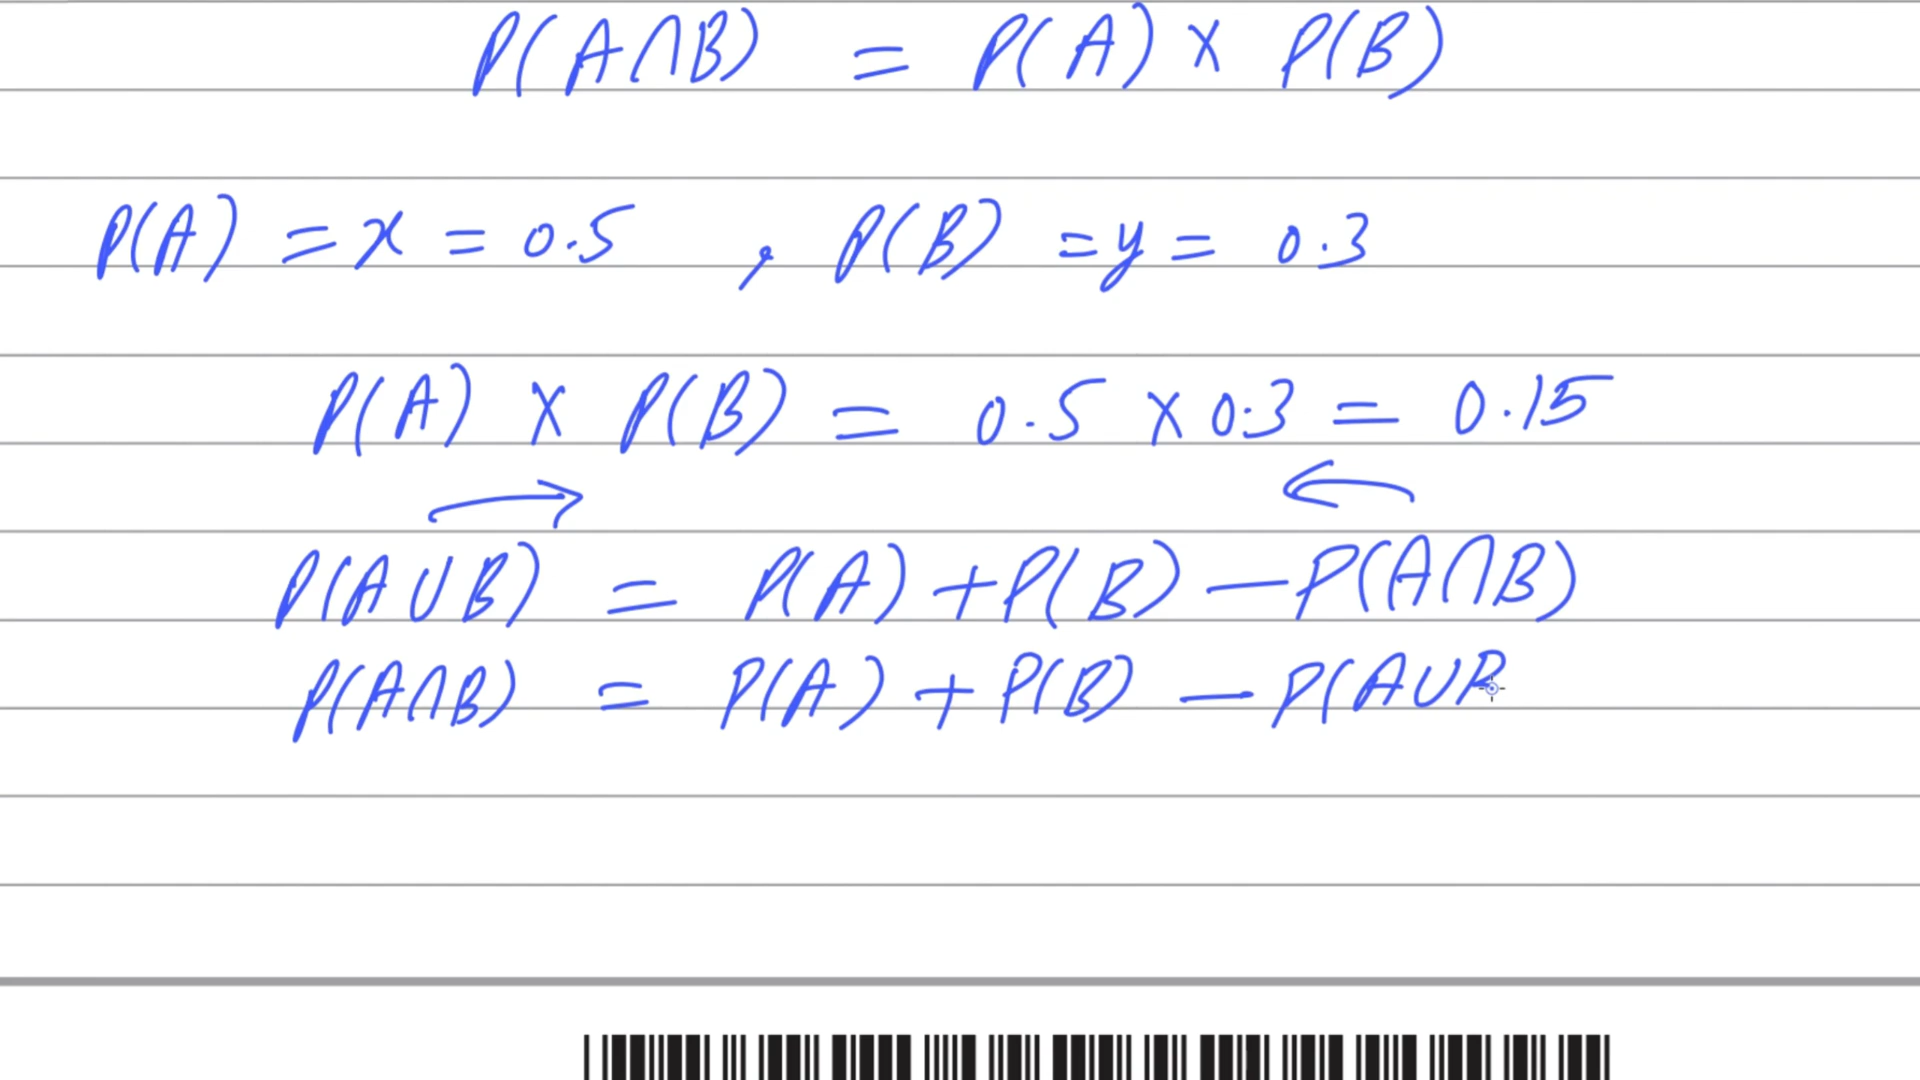 P(A∩B) = P(A) × P(B)
P(A) = x = 0.5 , P(B) = y = 0.3
P(A) × P(B) = 0.5 × 0.3 = 0.15
P(A∪B) = P(A) + P(B) − P(A∩B)
P(A∩B) = P(A) + P(B) − P(A∪B